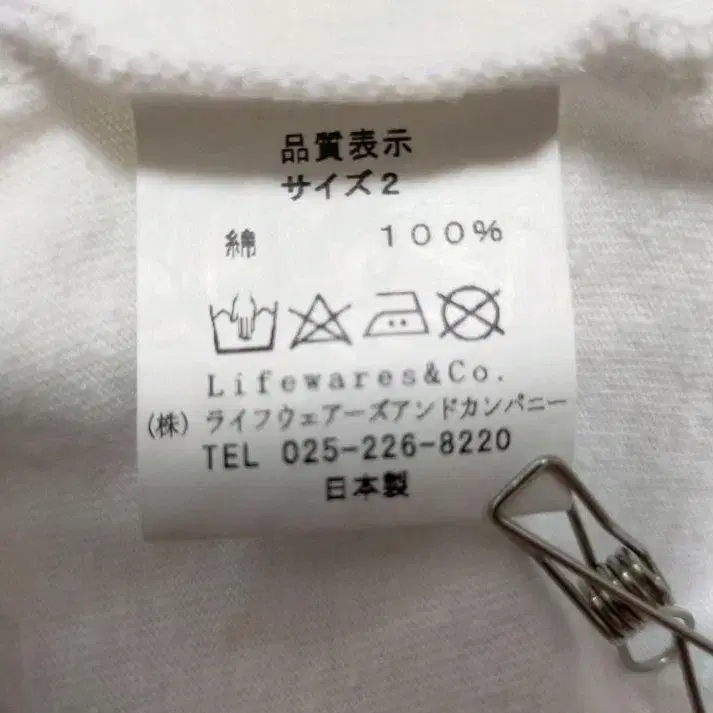 品質表示
サイズ2
綿 100%
Lifewares&Co.
(株)ライフウェアーズアンドカンパニー
TEL 025-226-8220
日本製